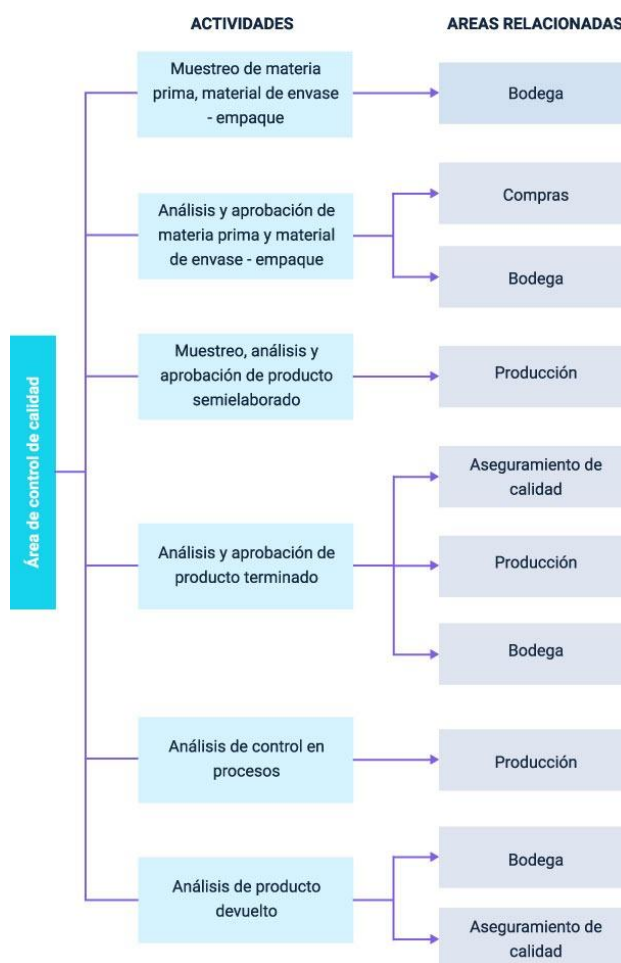 ACTIVIDADES
AREAS RELACIONADAS
Muestreo de materia
prima, material de envase
- empaque
Bodega
Análisis y aprobación de
materia prima y material
de envase - empaque
Compras
Bodega
Área de control de calidad
Muestreo, análisis y
aprobación de producto
semielaborado
Producción
Análisis y aprobación de
producto terminado
Aseguramiento de
calidad
Producción
Bodega
Análisis de control en
procesos
Producción
Análisis de producto
devuelto
Bodega
Aseguramiento de
calidad